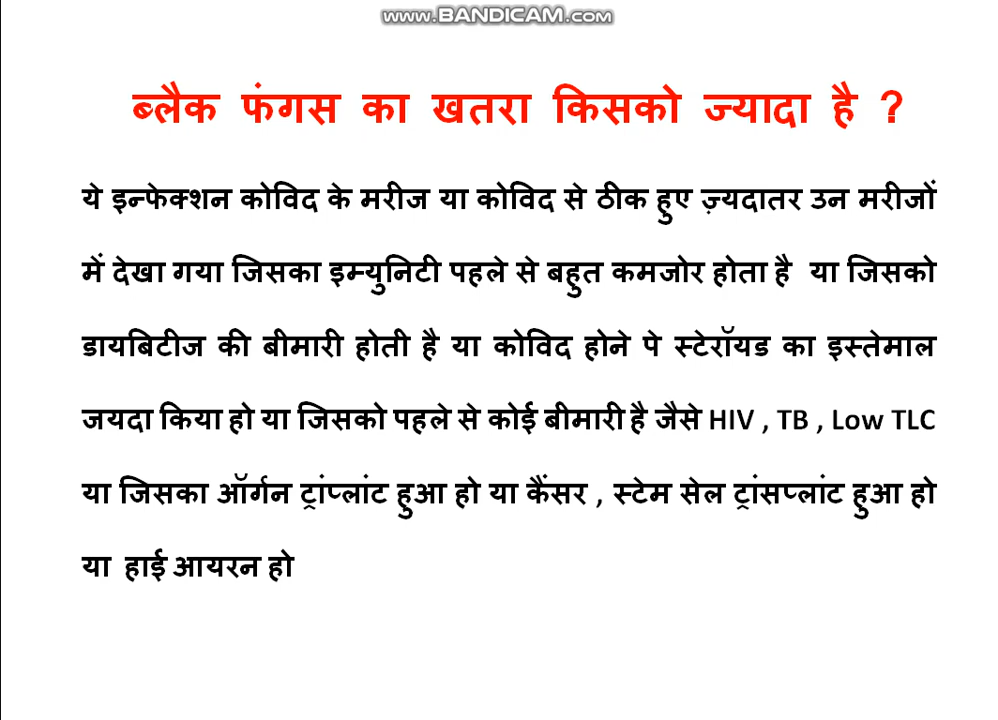 www.BANDICAM.com
ब्लैक फंगस का खतरा किसको ज्यादा है ?
ये इन्फेक्शन कोविद के मरीज या कोविद से ठीक हुए ज़्यदातर उन मरीजों
में देखा गया जिसका इम्युनिटी पहले से बहुत कमजोर होता है या जिसको
डायबिटीज की बीमारी होती है या कोविद होने पे स्टेरॉयड का इस्तेमाल
जयदा किया हो या जिसको पहले से कोई बीमारी है जैसे HIV , TB , Low TLC
या जिसका ऑर्गन ट्रांप्लांट हुआ हो या कैंसर , स्टेम सेल ट्रांसप्लांट हुआ हो
या हाई आयरन हो